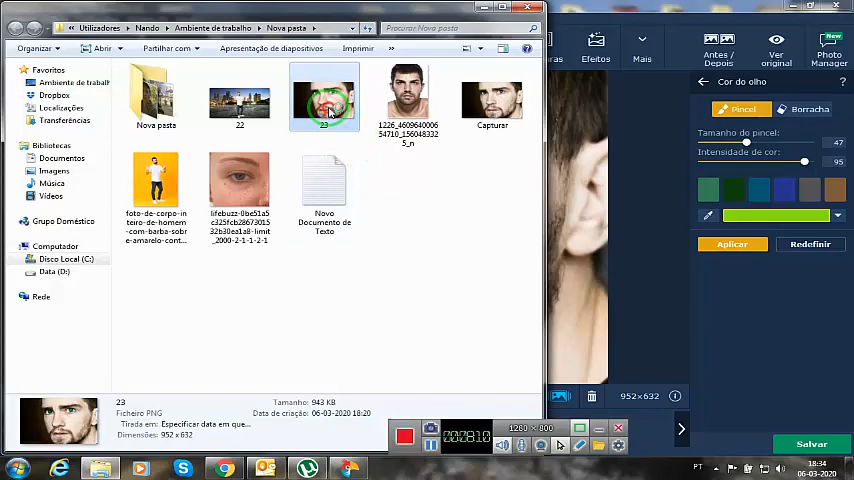 Utilizadores
Nando
Ambiente de trabalho
Nova pasta
Procurar Nova pasta
Organizar
Abrir
Partilhar com
Apresentação de diapositivos
Imprimir
»
Favoritos
Ambiente de trabalh
Dropbox
Localizações
Transferências
Bibliotecas
Documentos
Imagens
Música
Vídeos
Grupo Doméstico
Computador
Disco Local (C:)
Data (D:)
Rede
Nova pasta
22
23
1226_4609640006
54710_156048332
5_n
Capturar
foto-de-corpo-in
teiro-de-homem
-com-barba-sobr
e-amarelo-cont...
lifebuzz-0be51a5
c325fcb28673015
32b30ea1a8-limit
_2000-2-1-1-2-1
Novo
Documento de
Texto
23
Ficheiro PNG
Tirada em: Especificar data em que...
Dimensões: 952 x 632
Tamanho: 943 KB
Data de criação: 06-03-2020 18:20
Efeitos
Mais
Antes /
Depois
Ver
original
New
Photo
Manager
Cor do olho
?
Pincel
Borracha
Tamanho do pincel
47
Intensidade de cor
95
Aplicar
Redefinir
952×632
Salvar
1280 × 800
PT
18:34
06-03-2020